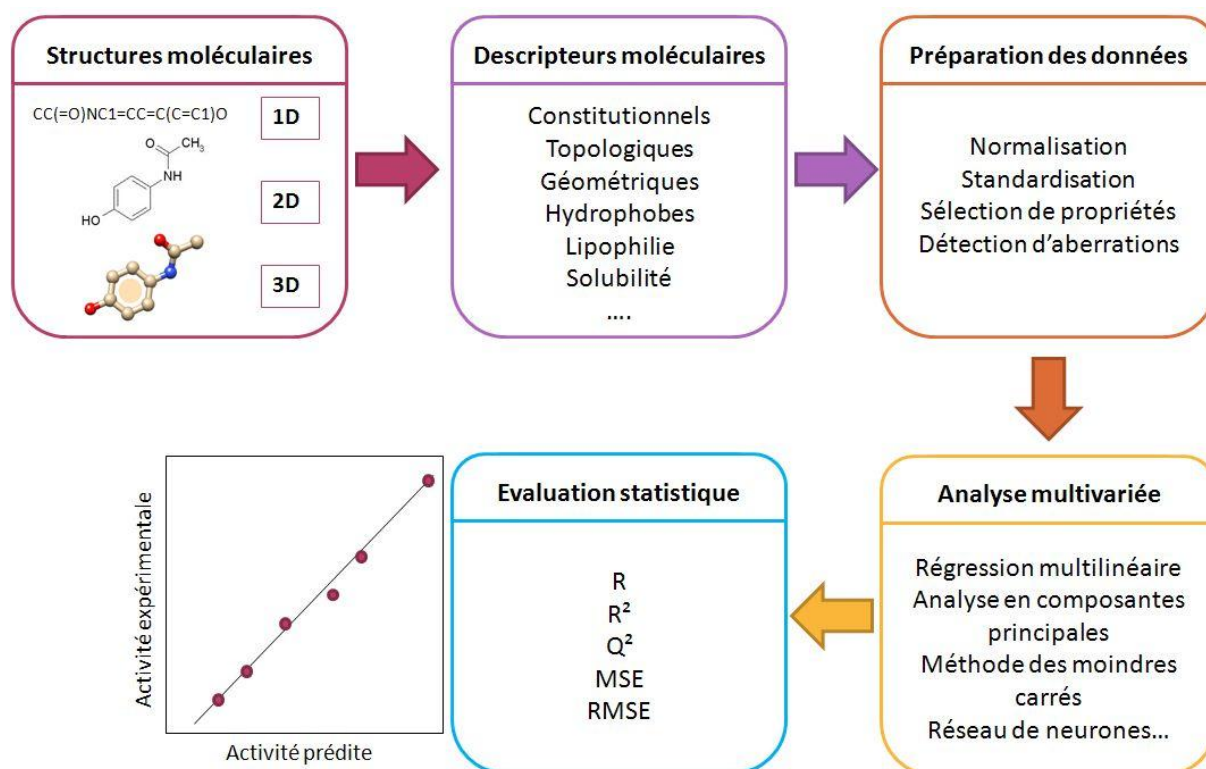 Structures moléculaires
CC(=O)NC1=CC=C(C=C1)O
1D
O
CH₃
NH
HO
2D
3D
Descripteurs moléculaires
Constitutionnels
Topologiques
Géométriques
Hydrophobes
Lipophilie
Solubilité
....
Préparation des données
Normalisation
Standardisation
Sélection de propriétés
Détection d'aberrations
Analyse multivariée
Régression multilinéaire
Analyse en composantes
principales
Méthode des moindres
carrés
Réseau de neurones...
Evaluation statistique
R
R²
Q²
MSE
RMSE
Activité expérimentale
Activité prédite